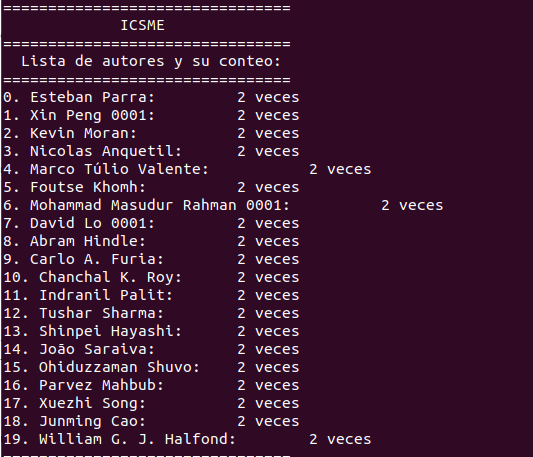 ================================
ICSME
================================
Lista de autores y su conteo:
================================
0. Esteban Parra: 2 veces
1. Xin Peng 0001: 2 veces
2. Kevin Moran: 2 veces
3. Nicolas Anquetil: 2 veces
4. Marco Túlio Valente: 2 veces
5. Foutse Khomh: 2 veces
6. Mohammad Masudur Rahman 0001: 2 veces
7. David Lo 0001: 2 veces
8. Abram Hindle: 2 veces
9. Carlo A. Furia: 2 veces
10. Chanchal K. Roy: 2 veces
11. Indranil Palit: 2 veces
12. Tushar Sharma: 2 veces
13. Shinpei Hayashi: 2 veces
14. João Saraiva: 2 veces
15. Ohiduzzaman Shuvo: 2 veces
16. Parvez Mahbub: 2 veces
17. Xuezhi Song: 2 veces
18. Junming Cao: 2 veces
19. William G. J. Halfond: 2 veces
================================